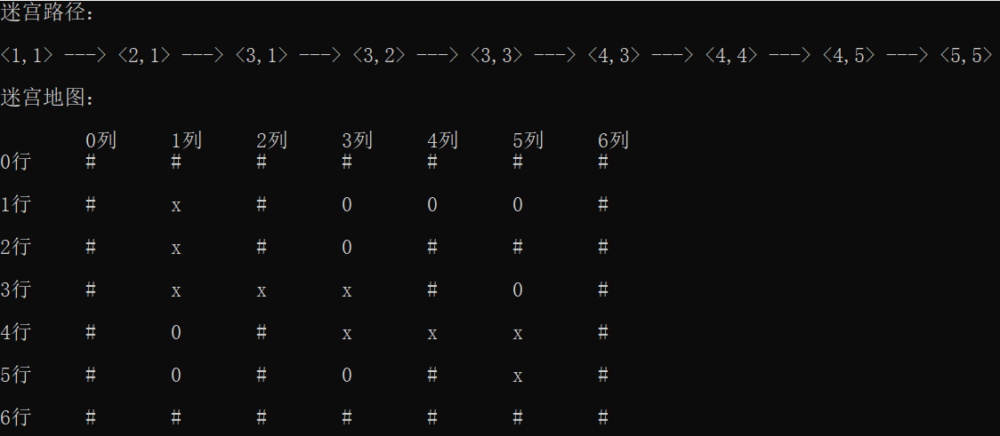 迷宫路径：
<1,1> ---> <2,1> ---> <3,1> ---> <3,2> ---> <3,3> ---> <4,3> ---> <4,4> ---> <4,5> ---> <5,5>
迷宫地图：
0列 1列 2列 3列 4列 5列 6列
0行 # # # # # # #
1行 # x # 0 0 0 #
2行 # x # 0 # # #
3行 # x x x # 0 #
4行 # 0 # x x x #
5行 # 0 # 0 # x #
6行 # # # # # # #